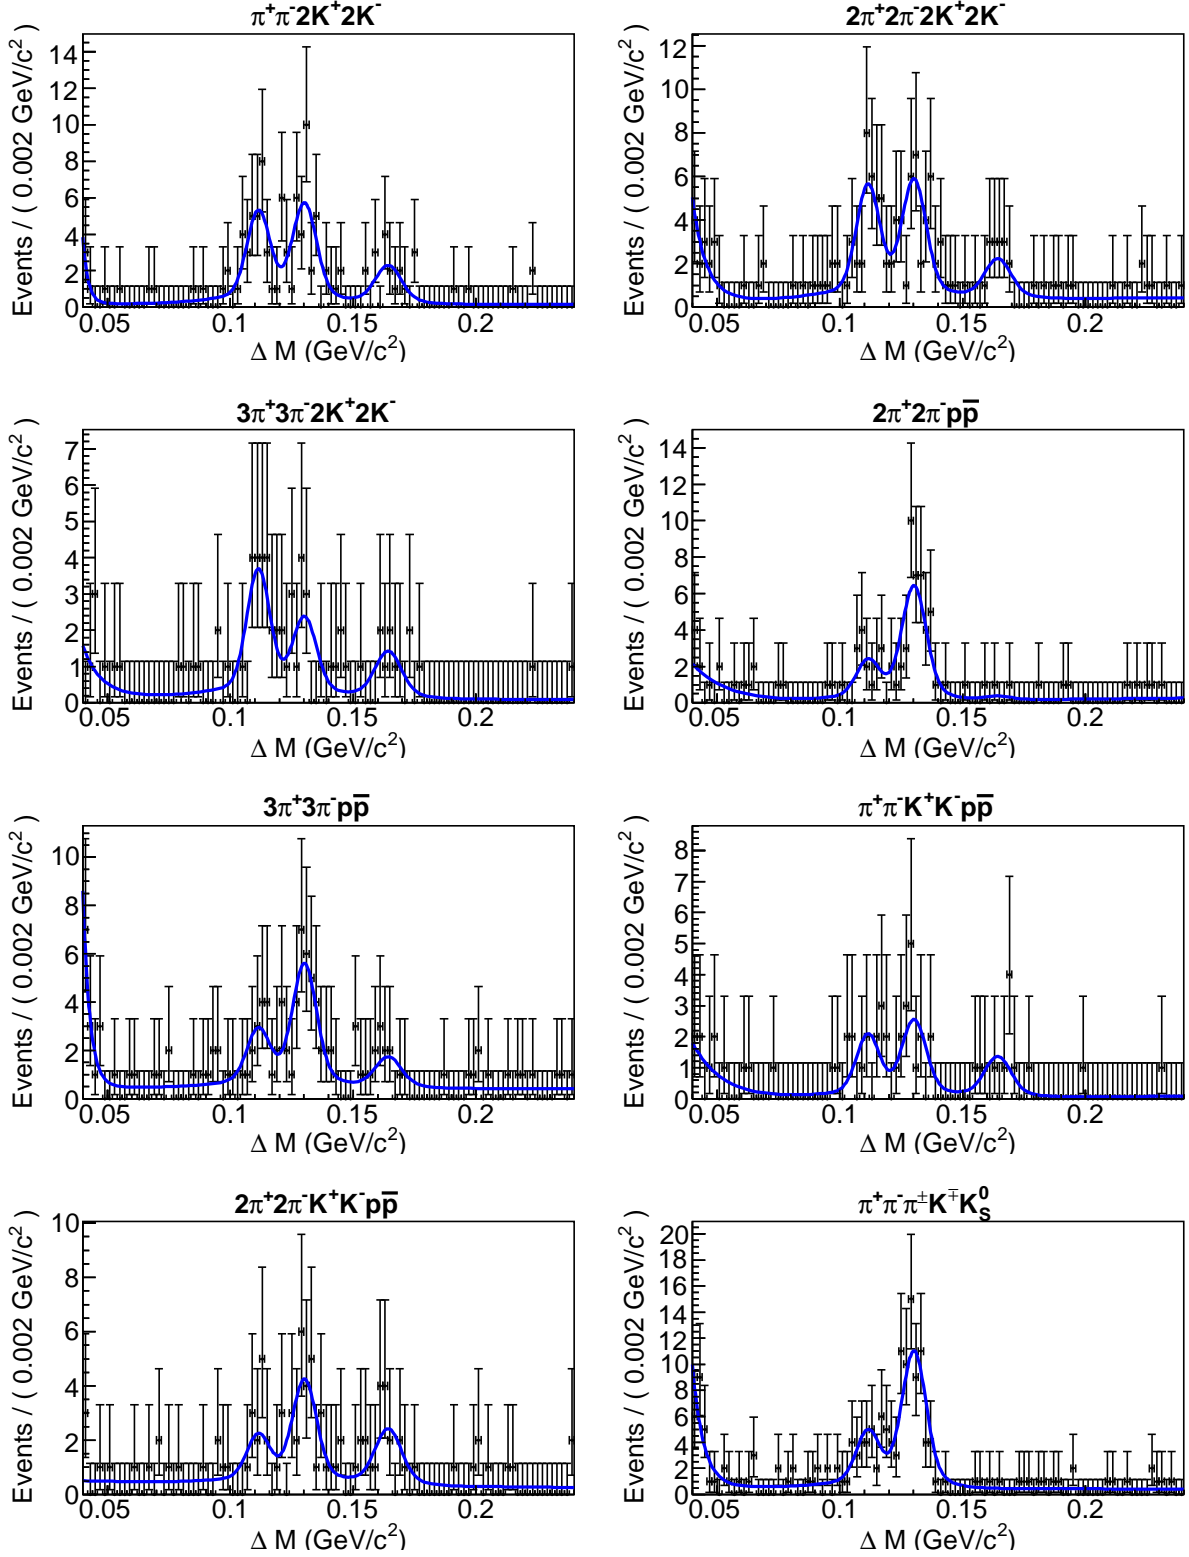 π⁺π⁻2K⁺2K⁻
Events / ( 0.002 GeV/c² )
14
12
10
8
6
4
2
0
0.05 0.1 0.15 0.2
Δ M (GeV/c²)
2π⁺2π⁻2K⁺2K⁻
Events / ( 0.002 GeV/c² )
12
10
8
6
4
2
0
0.05 0.1 0.15 0.2
Δ M (GeV/c²)
3π⁺3π⁻2K⁺2K⁻
Events / ( 0.002 GeV/c² )
7
6
5
4
3
2
1
0
0.05 0.1 0.15 0.2
Δ M (GeV/c²)
2π⁺2π⁻pp̅
Events / ( 0.002 GeV/c² )
14
12
10
8
6
4
2
0
0.05 0.1 0.15 0.2
Δ M (GeV/c²)
3π⁺3π⁻pp̅
Events / ( 0.002 GeV/c² )
10
8
6
4
2
0
0.05 0.1 0.15 0.2
Δ M (GeV/c²)
π⁺π⁻K⁺K⁻pp̅
Events / ( 0.002 GeV/c² )
8
7
6
5
4
3
2
1
0
0.05 0.1 0.15 0.2
Δ M (GeV/c²)
2π⁺2π⁻K⁺K⁻pp̅
Events / ( 0.002 GeV/c² )
10
8
6
4
2
0
0.05 0.1 0.15 0.2
Δ M (GeV/c²)
π⁺π⁻π^±K^∓K_S^0
Events / ( 0.002 GeV/c² )
20
18
16
14
12
10
8
6
4
2
0
0.05 0.1 0.15 0.2
Δ M (GeV/c²)